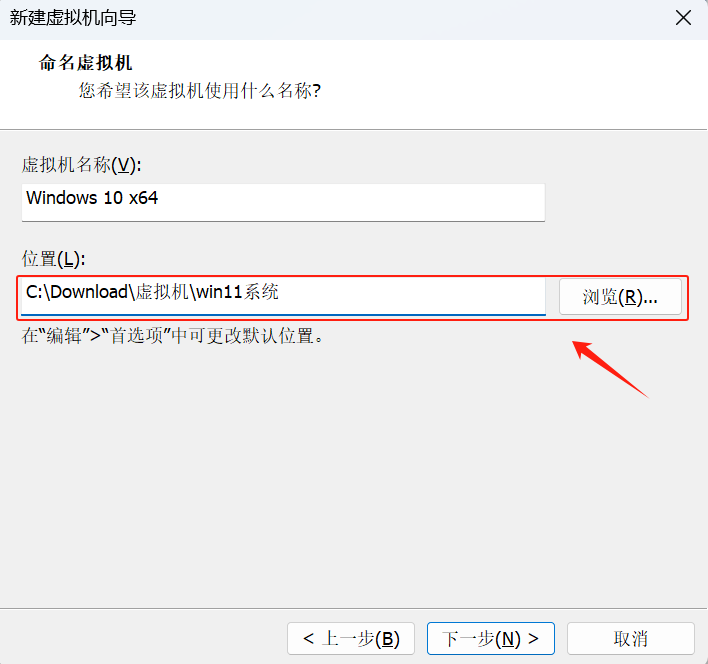 新建虚拟机向导
命名虚拟机
您希望该虚拟机使用什么名称?
虚拟机名称(V):
Windows 10 x64
位置(L):
C:\Download\虚拟机\win11系统
浏览(R)...
在“编辑”>“首选项”中可更改默认位置。
< 上一步(B)
下一步(N) >
取消